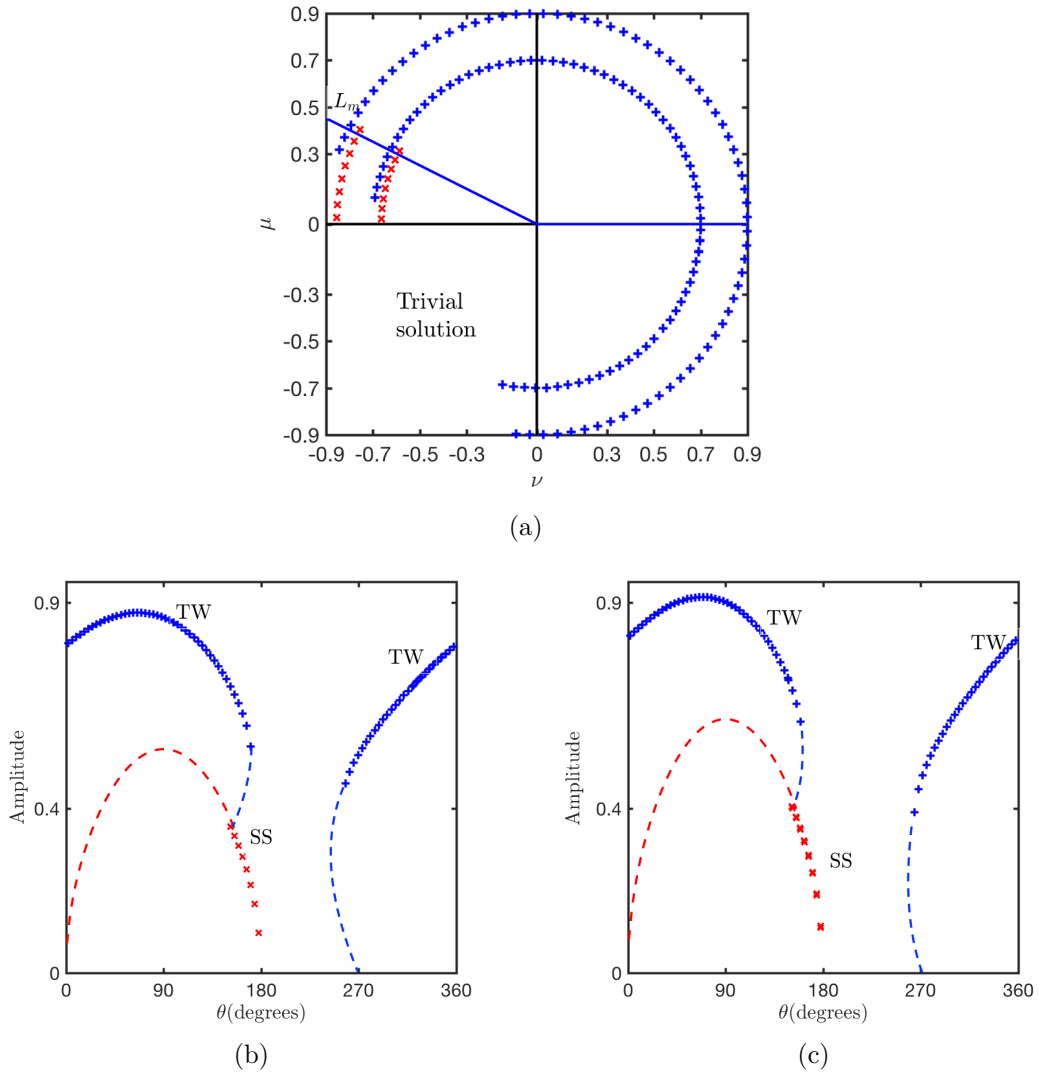 0.9
0.7
0.5
0.3
0
-0.3
-0.5
-0.7
-0.9
μ
L_m
Trivial
solution
-0.9 -0.7 -0.5 -0.3 0 0.3 0.5 0.7 0.9
ν
(a)
0.9
0.4
0
Amplitude
TW
TW
SS
0 90 180 270 360
θ(degrees)
(b)
0.9
0.4
0
Amplitude
TW
TW
SS
0 90 180 270 360
θ(degrees)
(c)